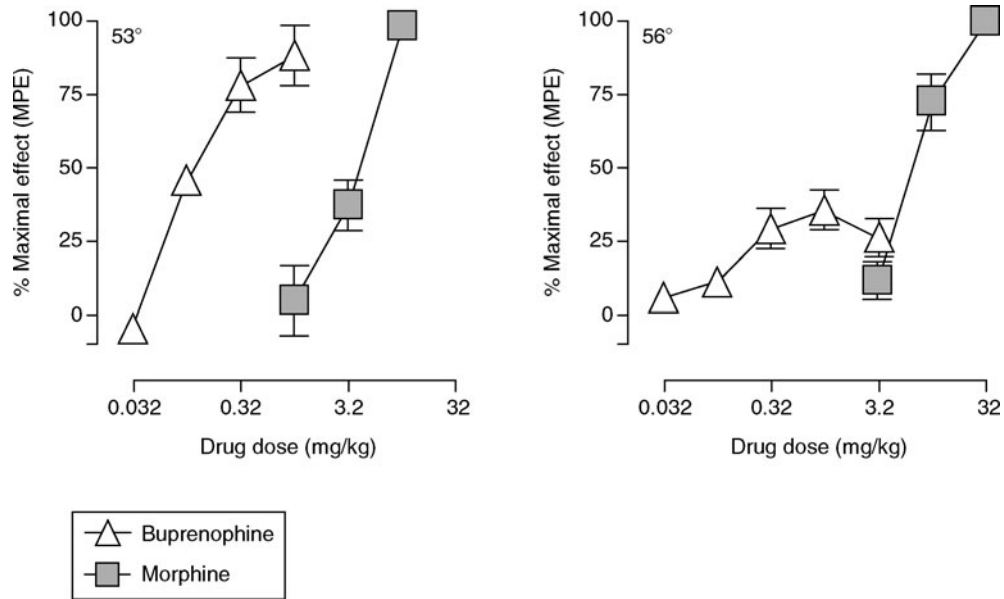 53°
% Maximal effect (MPE)
100
75
50
25
0
0.032 0.32 3.2 32
Drug dose (mg/kg)
56°
% Maximal effect (MPE)
100
75
50
25
0
0.032 0.32 3.2 32
Drug dose (mg/kg)
Buprenophine
Morphine